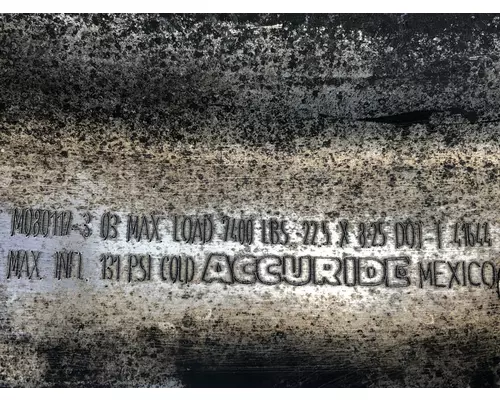 M080117-3 03 MAX LOAD 7400 LRS -22.5 X 8.25 DOT-T 41644
MAX INFL 131 PSI COLD ACCURIDE MEXICO